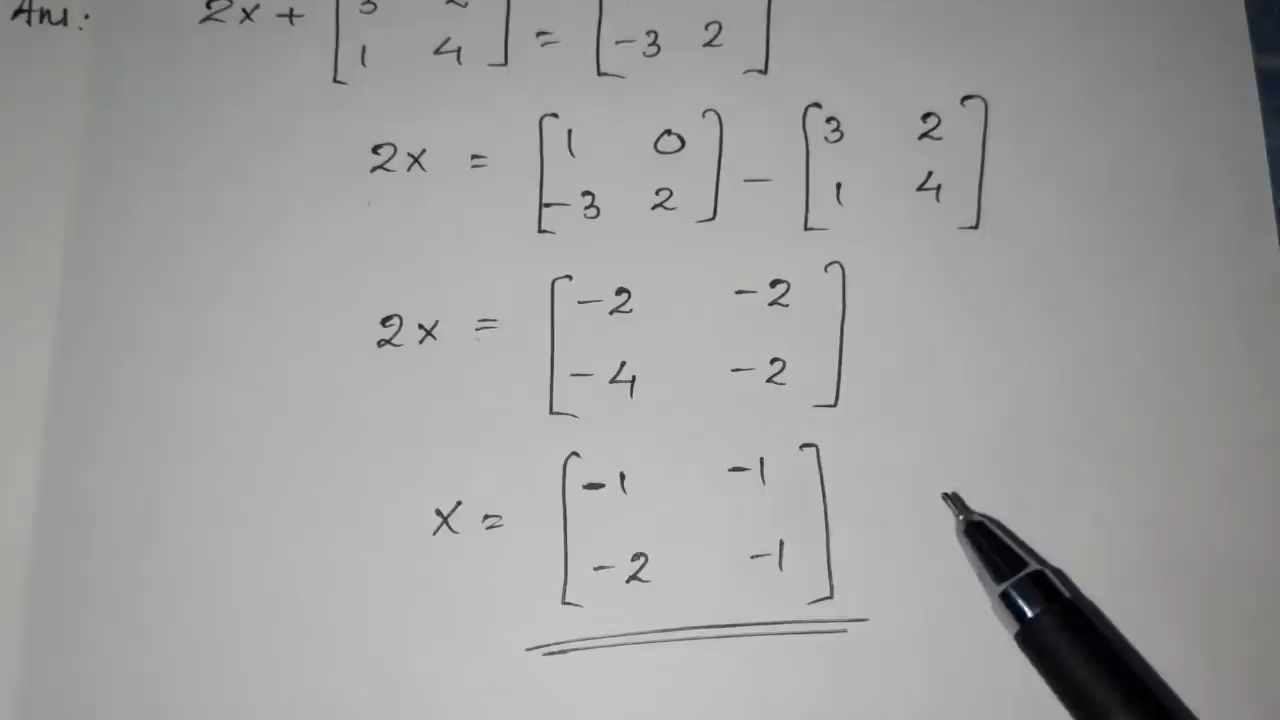 Ans: 2x + [3 2
1 4] = [
-3 2]
2x = [1 0
-3 2] - [3 2
1 4]
2x = [-2 -2
-4 -2]
x = [-1 -1
-2 -1]